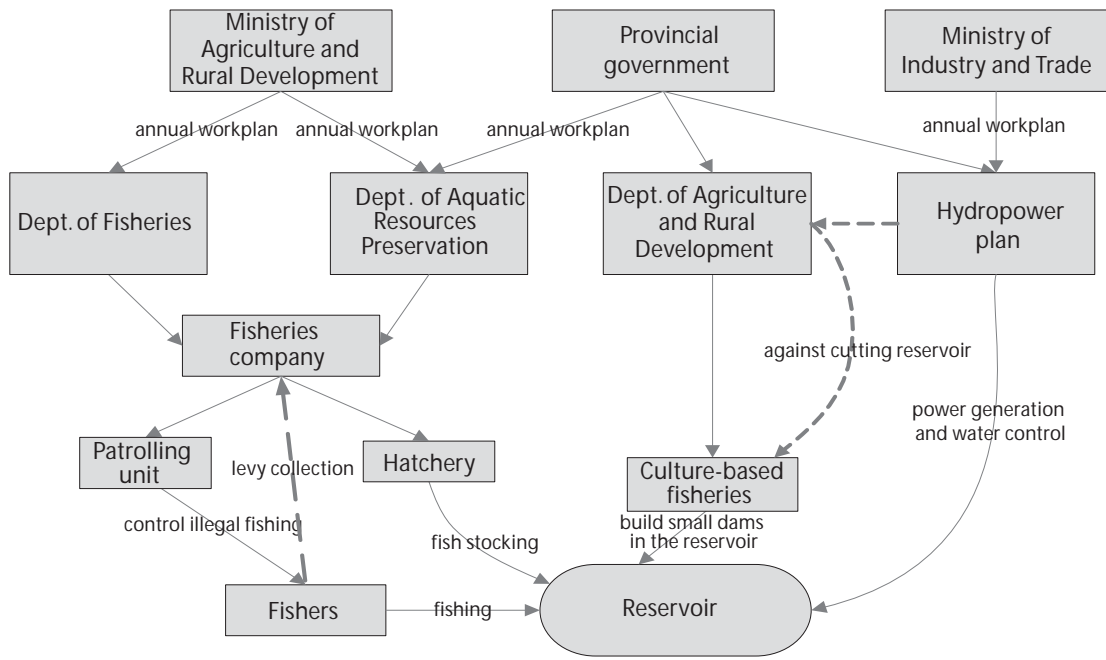 Ministry of
Agriculture and
Rural Development
Provincial
government
Ministry of
Industry and Trade
annual workplan
annual workplan
annual workplan
annual workplan
Dept. of Fisheries
Dept. of Aquatic
Resources
Preservation
Dept. of Agriculture
and Rural
Development
Hydropower
plan
Fisheries
company
against cutting reservoir
power generation
and water control
Patrolling
unit
levy collection
Hatchery
Culture-based
fisheries
control illegal fishing
fish stocking
build small dams
in the reservoir
Fishers
fishing
Reservoir